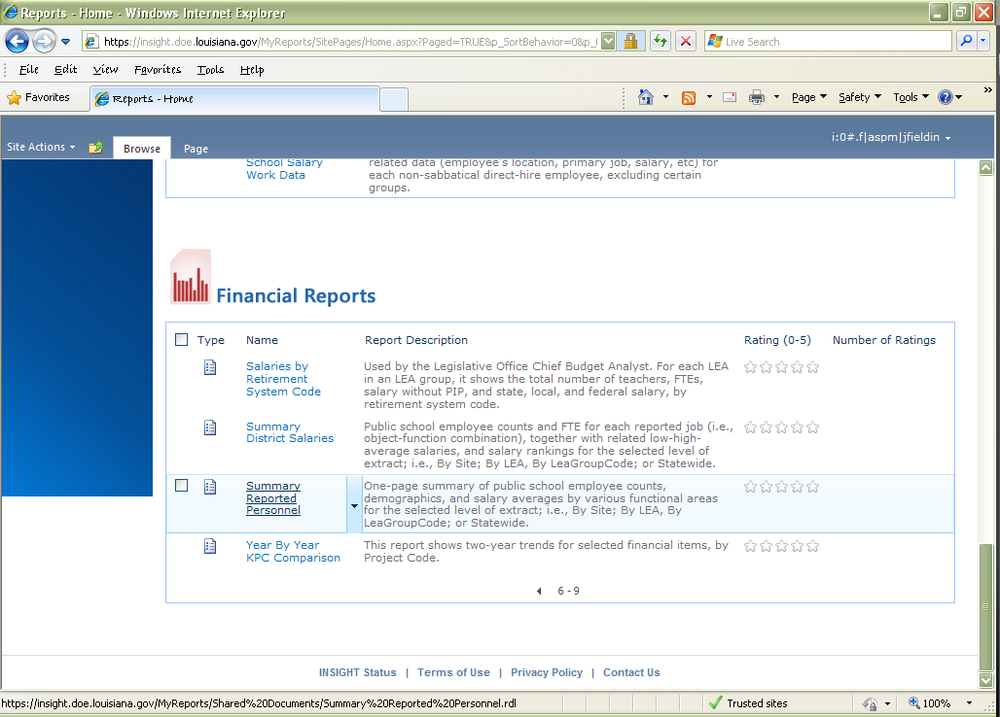 Reports - Home - Windows Internet Explorer
https://insight.doe.louisiana.gov/MyReports/SitePages/Home.aspx?Paged=TRUE&p_SortBehavior=0&p_
Live Search
File Edit View Favorites Tools Help
Favorites
Reports - Home
Page Safety Tools
Site Actions
Browse
Page
i:0#.f|aspm|jfieldin
School Salary
Work Data
related data (employee's location, primary job, salary, etc) for
each non-sabbatical direct-hire employee, excluding certain
groups.
Financial Reports
Type Name Report Description Rating (0-5) Number of Ratings
Salaries by
Retirement
System Code
Used by the Legislative Office Chief Budget Analyst. For each LEA
in an LEA group, it shows the total number of teachers, FTEs,
salary without PIP, and state, local, and federal salary, by
retirement system code.
Summary
District Salaries
Public school employee counts and FTE for each reported job (i.e.,
object-function combination), together with related low-high-
average salaries, and salary rankings for the selected level of
extract; i.e., By Site; By LEA, By LeaGroupCode; or Statewide.
Summary
Reported
Personnel
One-page summary of public school employee counts,
demographics, and salary averages by various functional areas
for the selected level of extract; i.e., By Site; By LEA, By
LeaGroupCode; or Statewide.
Year By Year
KPC Comparison
This report shows two-year trends for selected financial items, by
Project Code.
6 - 9
INSIGHT Status | Terms of Use | Privacy Policy | Contact Us
https://insight.doe.louisiana.gov/MyReports/Shared%20Documents/Summary%20Reported%20Personnel.rdl
Trusted sites
100%